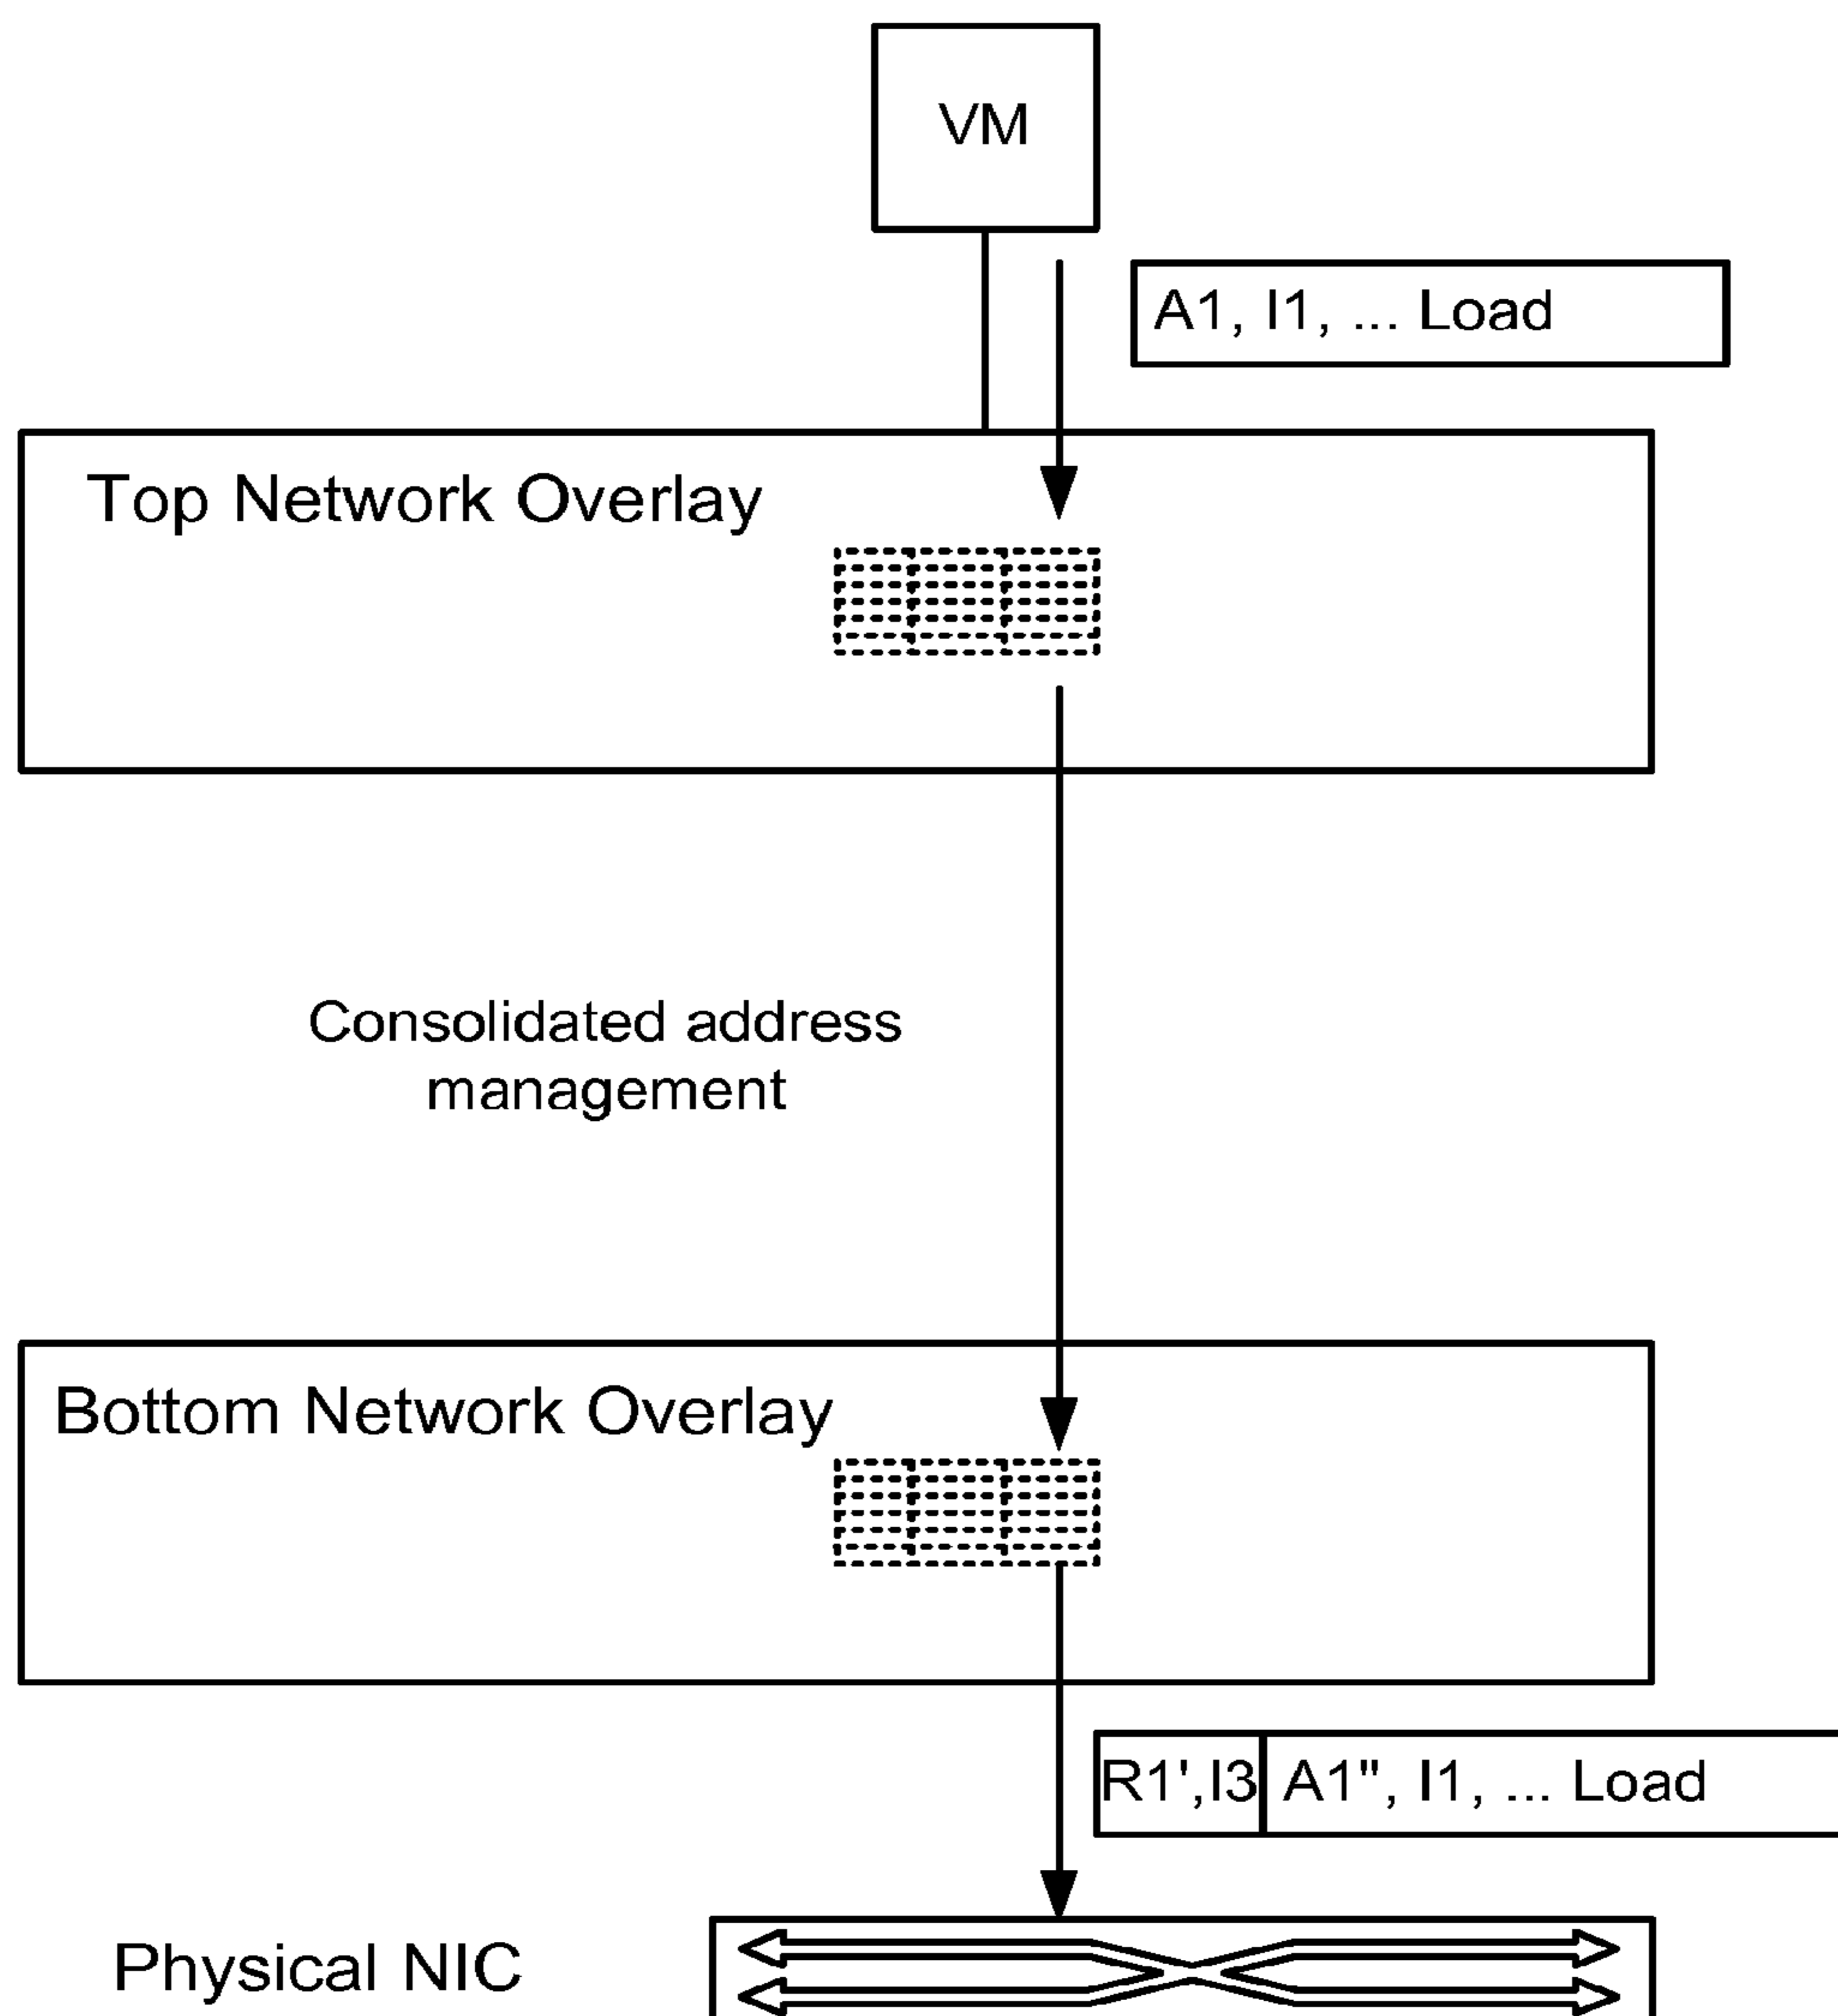 VM
A1, I1, ... Load
Top Network Overlay
Consolidated address
management
Bottom Network Overlay
R1',I3 A1", I1, ... Load
Physical NIC